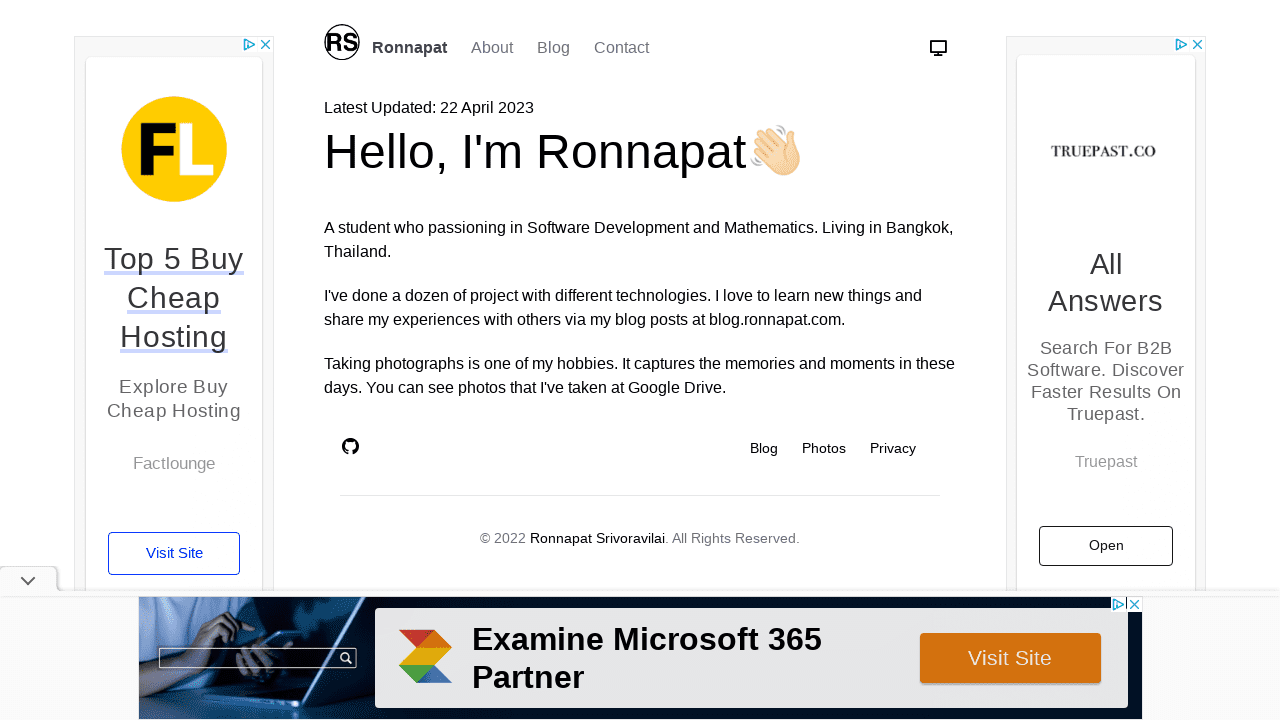 RS
Ronnapat About Blog Contact
Latest Updated: 22 April 2023
Hello, I'm Ronnapat👋🏻
A student who passioning in Software Development and Mathematics. Living in Bangkok,
Thailand.
I've done a dozen of project with different technologies. I love to learn new things and
share my experiences with others via my blog posts at blog.ronnapat.com.
Taking photographs is one of my hobbies. It captures the memories and moments in these
days. You can see photos that I've taken at Google Drive.
Blog Photos Privacy
© 2022 Ronnapat Srivoravilai. All Rights Reserved.
FL
Top 5 Buy
Cheap
Hosting
Explore Buy
Cheap Hosting
Factlounge
Visit Site
TRUEPAST.CO
All
Answers
Search For B2B
Software. Discover
Faster Results On
Truepast.
Truepast
Open
Examine Microsoft 365
Partner
Visit Site